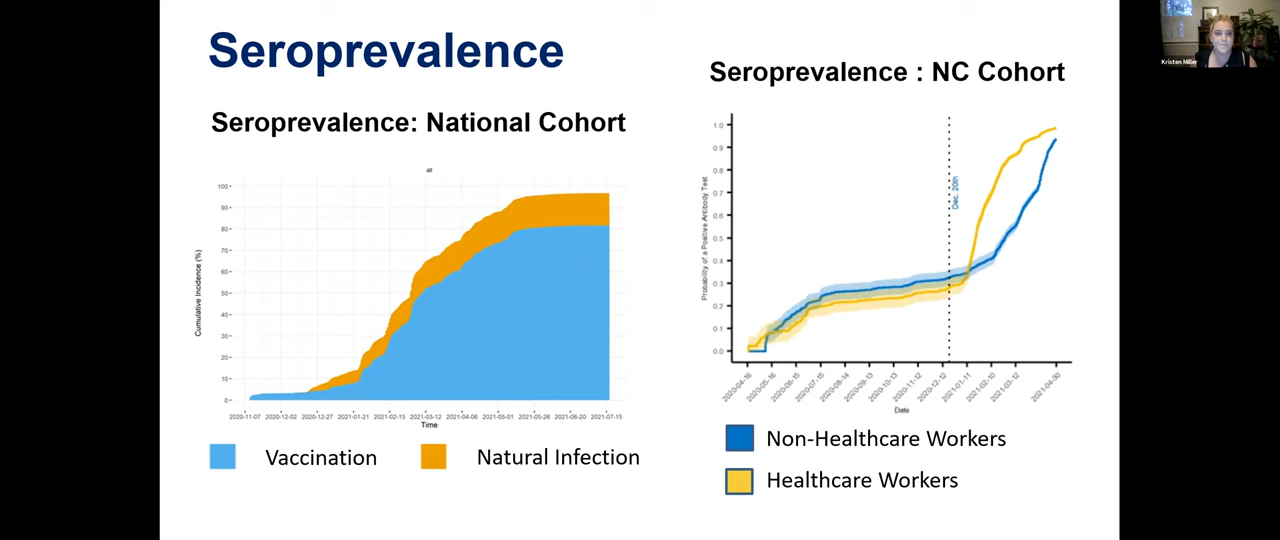 Seroprevalence
Seroprevalence: National Cohort
all
100
90
80
70
60
50
40
30
20
10
0
Cumulative Incidence (%)
2020-11-07 2020-12-02 2020-12-27 2021-01-21 2021-02-15 2021-03-12 2021-04-06 2021-05-01 2021-05-26 2021-06-20 2021-07-15
Time
Vaccination
Natural Infection
Seroprevalence : NC Cohort
1.0
0.9
0.8
0.7
0.6
0.5
0.4
0.3
0.2
0.1
0.0
Probability of a Positive Antibody Test
Dec. 20th
2020-04-16 2020-05-16 2020-06-15 2020-07-15 2020-08-14 2020-09-13 2020-10-13 2020-11-12 2020-12-12 2021-01-11 2021-02-10 2021-03-12 2021-04-30
Date
Non-Healthcare Workers
Healthcare Workers
Kristen Miller